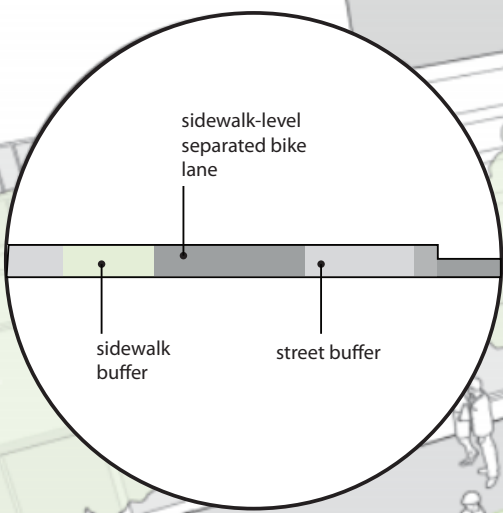 sidewalk-level
separated bike
lane
sidewalk
buffer
street buffer